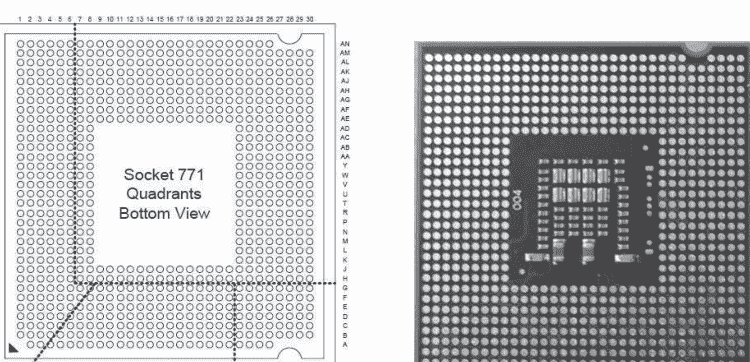 1 2 3 4 5 6 7 8 9 10 11 12 13 14 15 16 17 18 19 20 21 22 23 24 25 26 27 28 29 30
AN
AM
AL
AK
AJ
AH
AG
AF
AE
AD
AC
AB
AA
Y
W
V
U
T
R
P
N
M
L
K
J
H
G
F
E
D
C
B
A
Socket 771
Quadrants
Bottom View
004